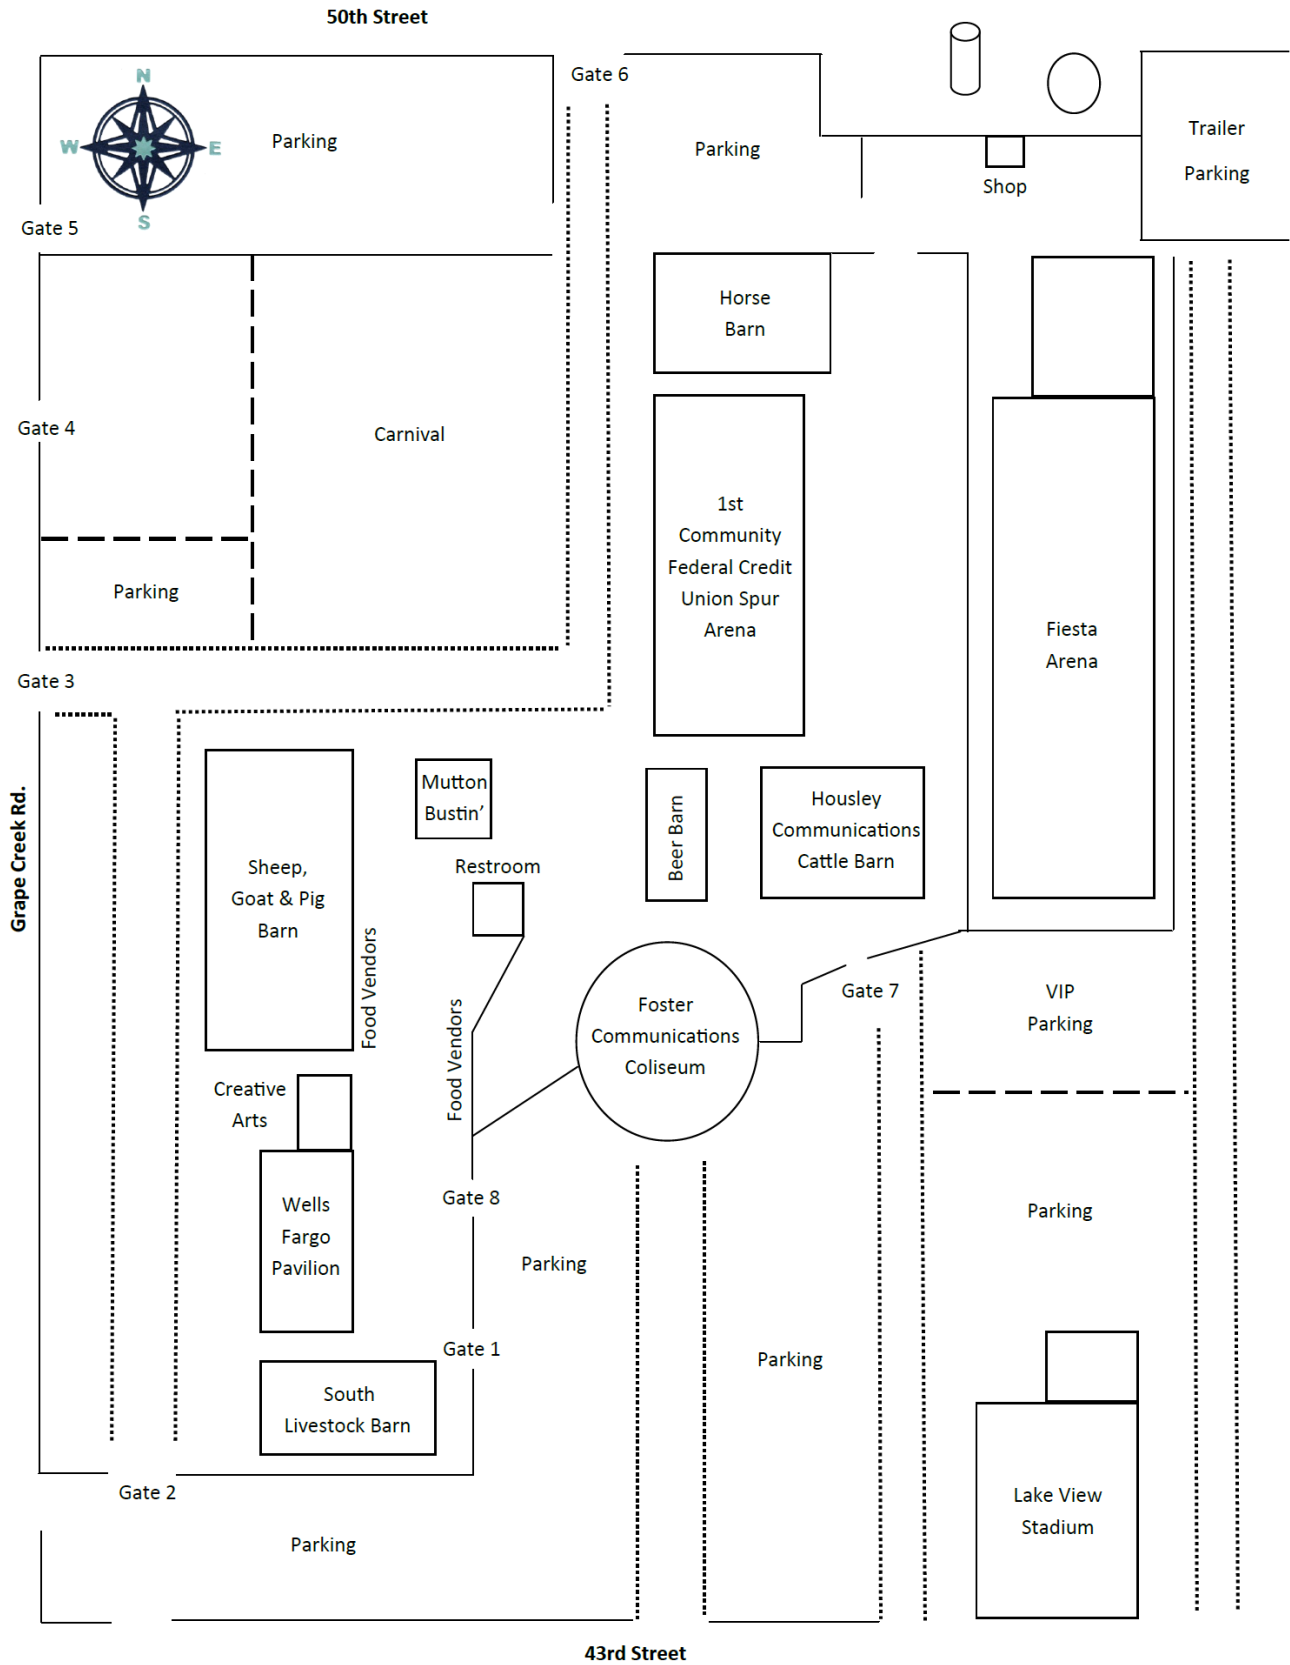 50th Street
Gate 6
N
W
E
S
Parking
Parking
Trailer
Parking
Shop
Gate 5
Horse
Barn
Gate 4
Carnival
1st
Community
Federal Credit
Union Spur
Arena
Parking
Fiesta
Arena
Gate 3
Mutton
Bustin’
Beer Barn
Housley
Communications
Cattle Barn
Grape Creek Rd.
Restroom
Sheep,
Goat & Pig
Barn
Food Vendors
Food Vendors
Foster
Communications
Coliseum
Gate 7
VIP
Parking
Creative
Arts
Gate 8
Wells
Fargo
Pavilion
Parking
Parking
Gate 1
Parking
South
Livestock Barn
Gate 2
Lake View
Stadium
Parking
43rd Street